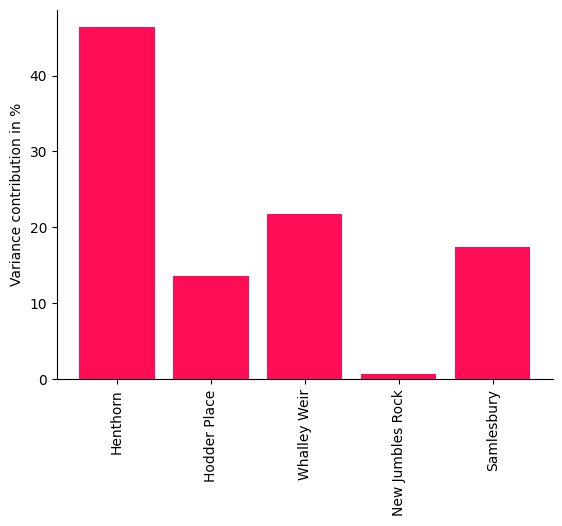 Variance contribution in %
40
30
20
10
0
Henthorn
Hodder Place
Whalley Weir
New Jumbles Rock
Samlesbury